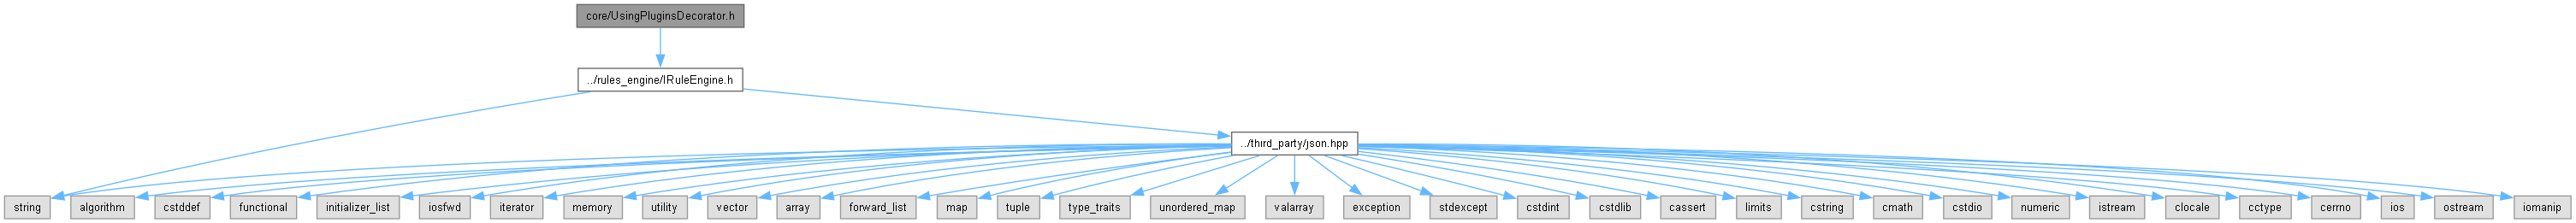 core/UsingPluginsDecorator.h
../rules_engine/IRuleEngine.h
../third_party/json.hpp
string
algorithm
cstddef
functional
initializer_list
iosfwd
iterator
memory
utility
vector
array
forward_list
map
tuple
type_traits
unordered_map
valarray
exception
stdexcept
cstdint
cstdlib
cassert
limits
cstring
cmath
cstdio
numeric
istream
clocale
cctype
cerrno
ios
ostream
iomanip